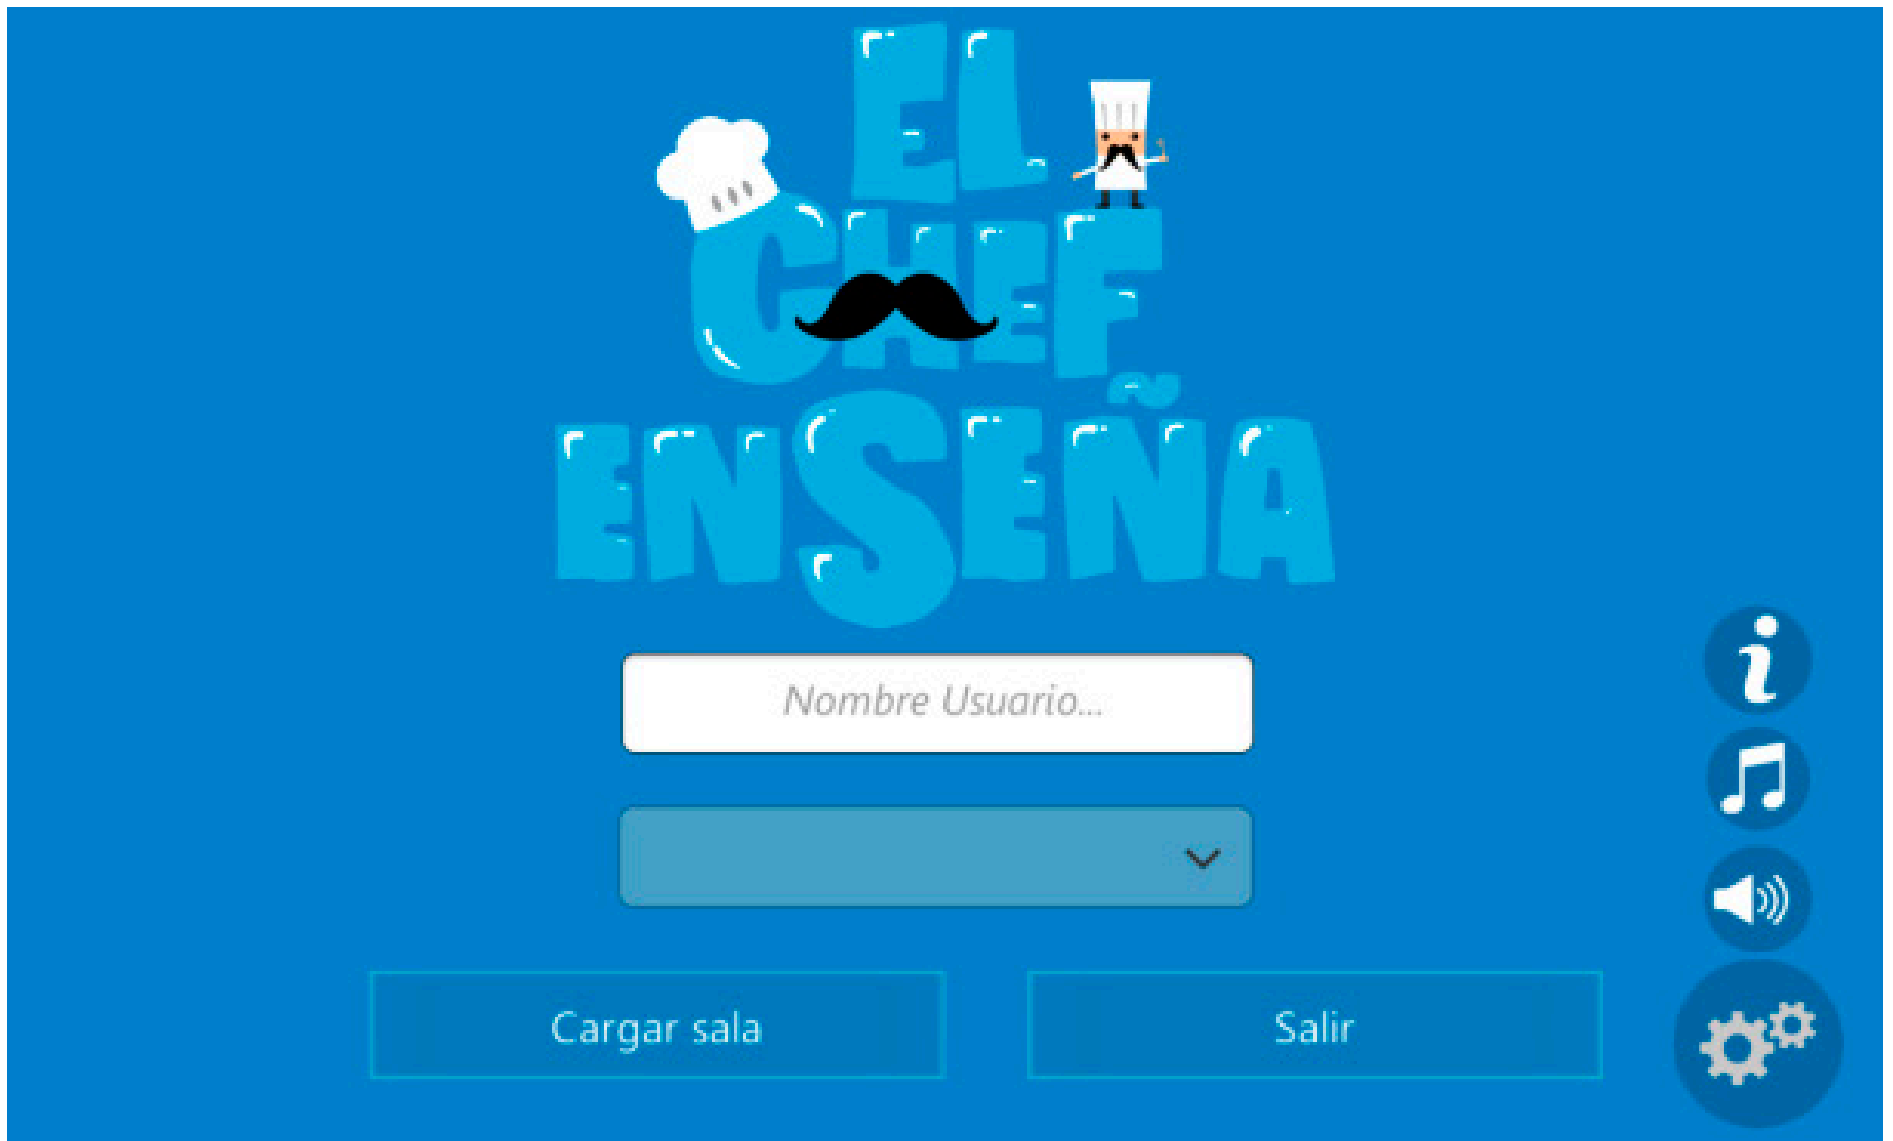 EL
CHEF
ENSEÑA
Nombre Usuario...
Cargar sala
Salir